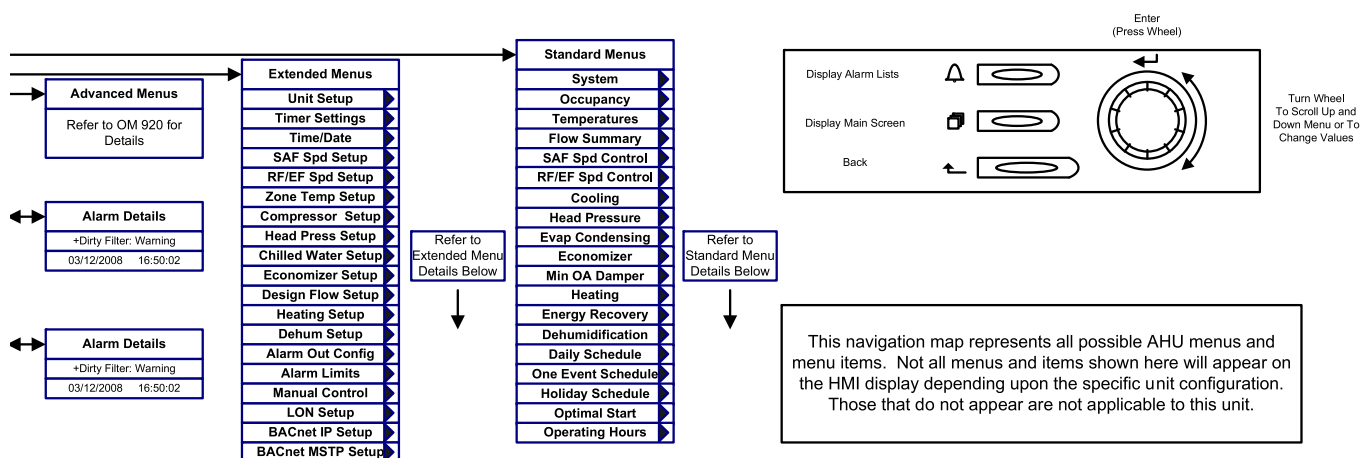 Advanced Menus
Refer to OM 920 for
Details
Alarm Details
+Dirty Filter: Warning
03/12/2008 16:50:02
Alarm Details
+Dirty Filter: Warning
03/12/2008 16:50:02
Extended Menus
Unit Setup
Timer Settings
Time/Date
SAF Spd Setup
RF/EF Spd Setup
Zone Temp Setup
Compressor Setup
Head Press Setup
Chilled Water Setup
Economizer Setup
Design Flow Setup
Heating Setup
Dehum Setup
Alarm Out Config
Alarm Limits
Manual Control
LON Setup
BACnet IP Setup
BACnet MSTP Setup
Refer to
Extended Menu
Details Below
Standard Menus
System
Occupancy
Temperatures
Flow Summary
SAF Spd Control
RF/EF Spd Control
Cooling
Head Pressure
Evap Condensing
Economizer
Min OA Damper
Heating
Energy Recovery
Dehumidification
Daily Schedule
One Event Schedule
Holiday Schedule
Optimal Start
Operating Hours
Refer to
Standard Menu
Details Below
Enter
(Press Wheel)
Display Alarm Lists
Display Main Screen
Back
Turn Wheel
To Scroll Up and
Down Menu or To
Change Values
This navigation map represents all possible AHU menus and
menu items. Not all menus and items shown here will appear on
the HMI display depending upon the specific unit configuration.
Those that do not appear are not applicable to this unit.